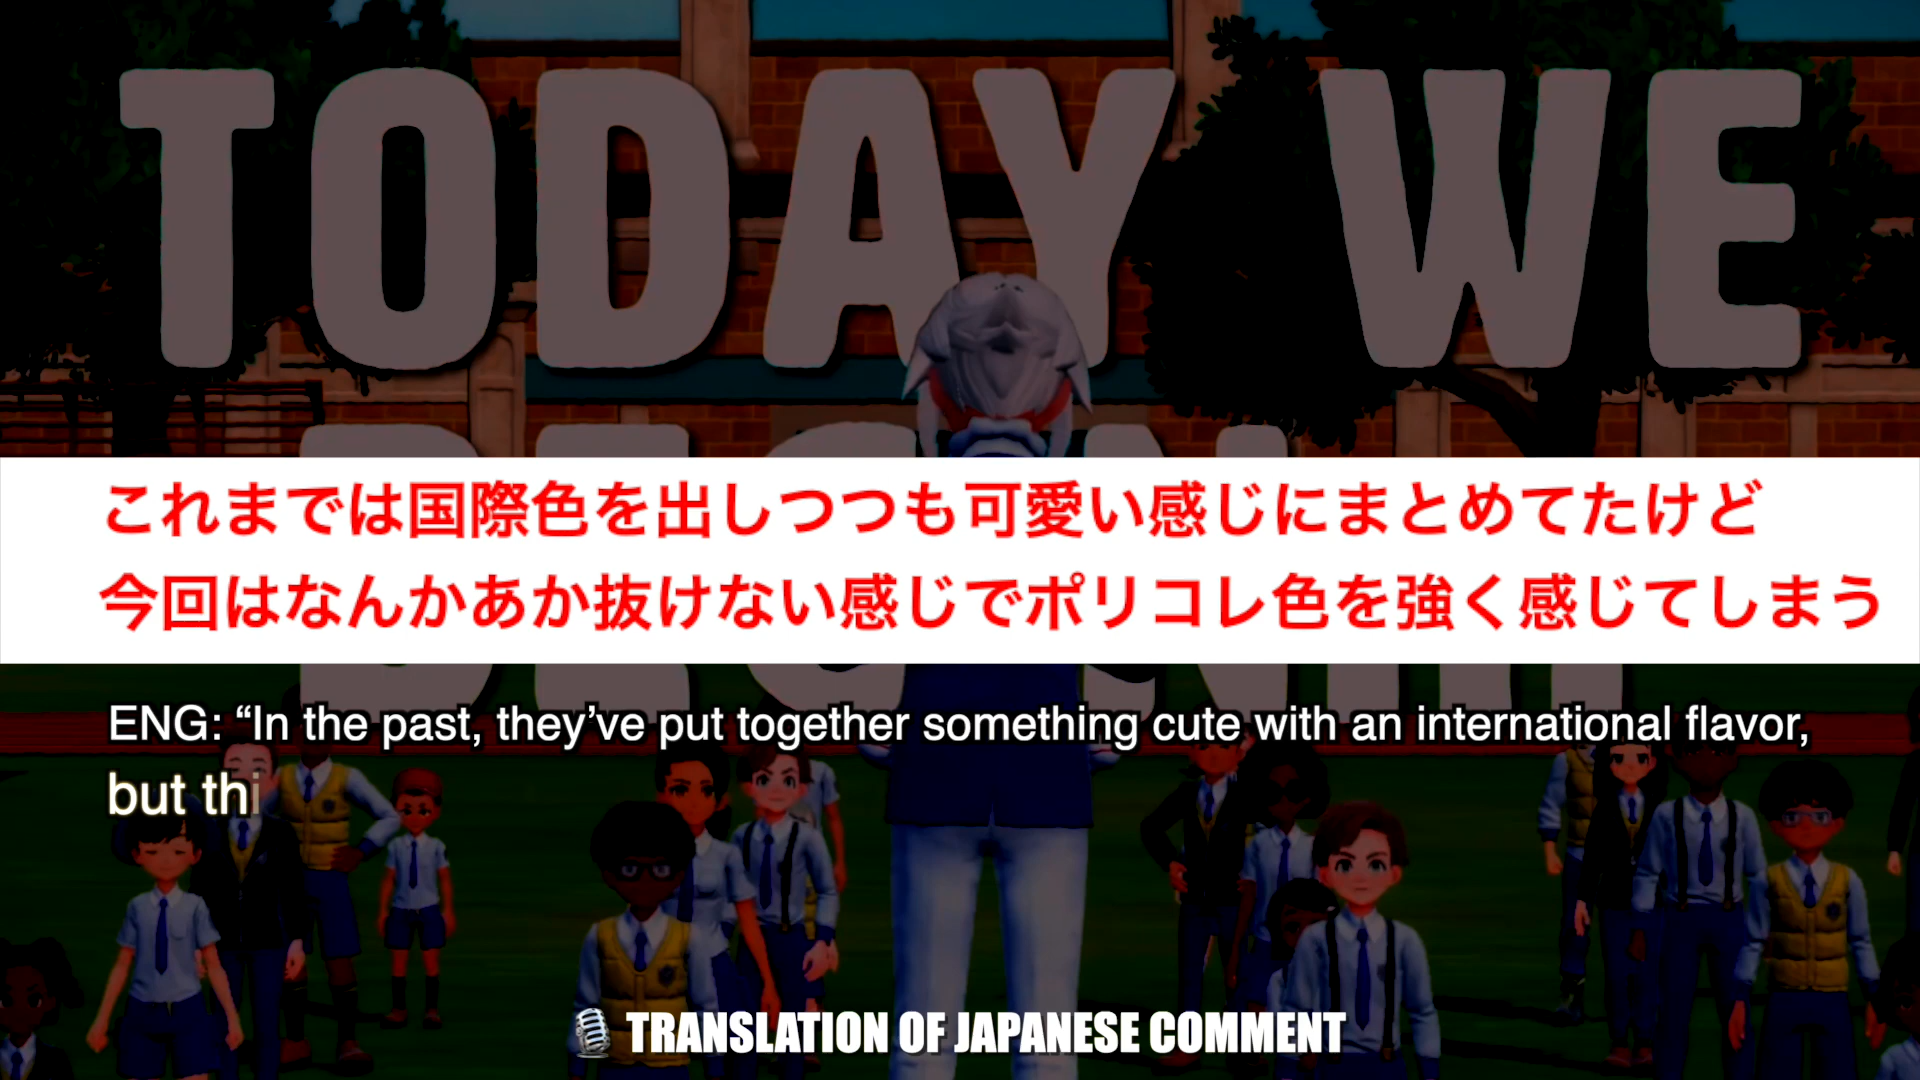 TODAY WE
これまでは国際色を出しつつも可愛い感じにまとめてたけど
今回はなんかあか抜けない感じでポリコレ色を強く感じてしまう
ENG: “In the past, they’ve put together something cute with an international flavor,
but thi
TRANSLATION OF JAPANESE COMMENT